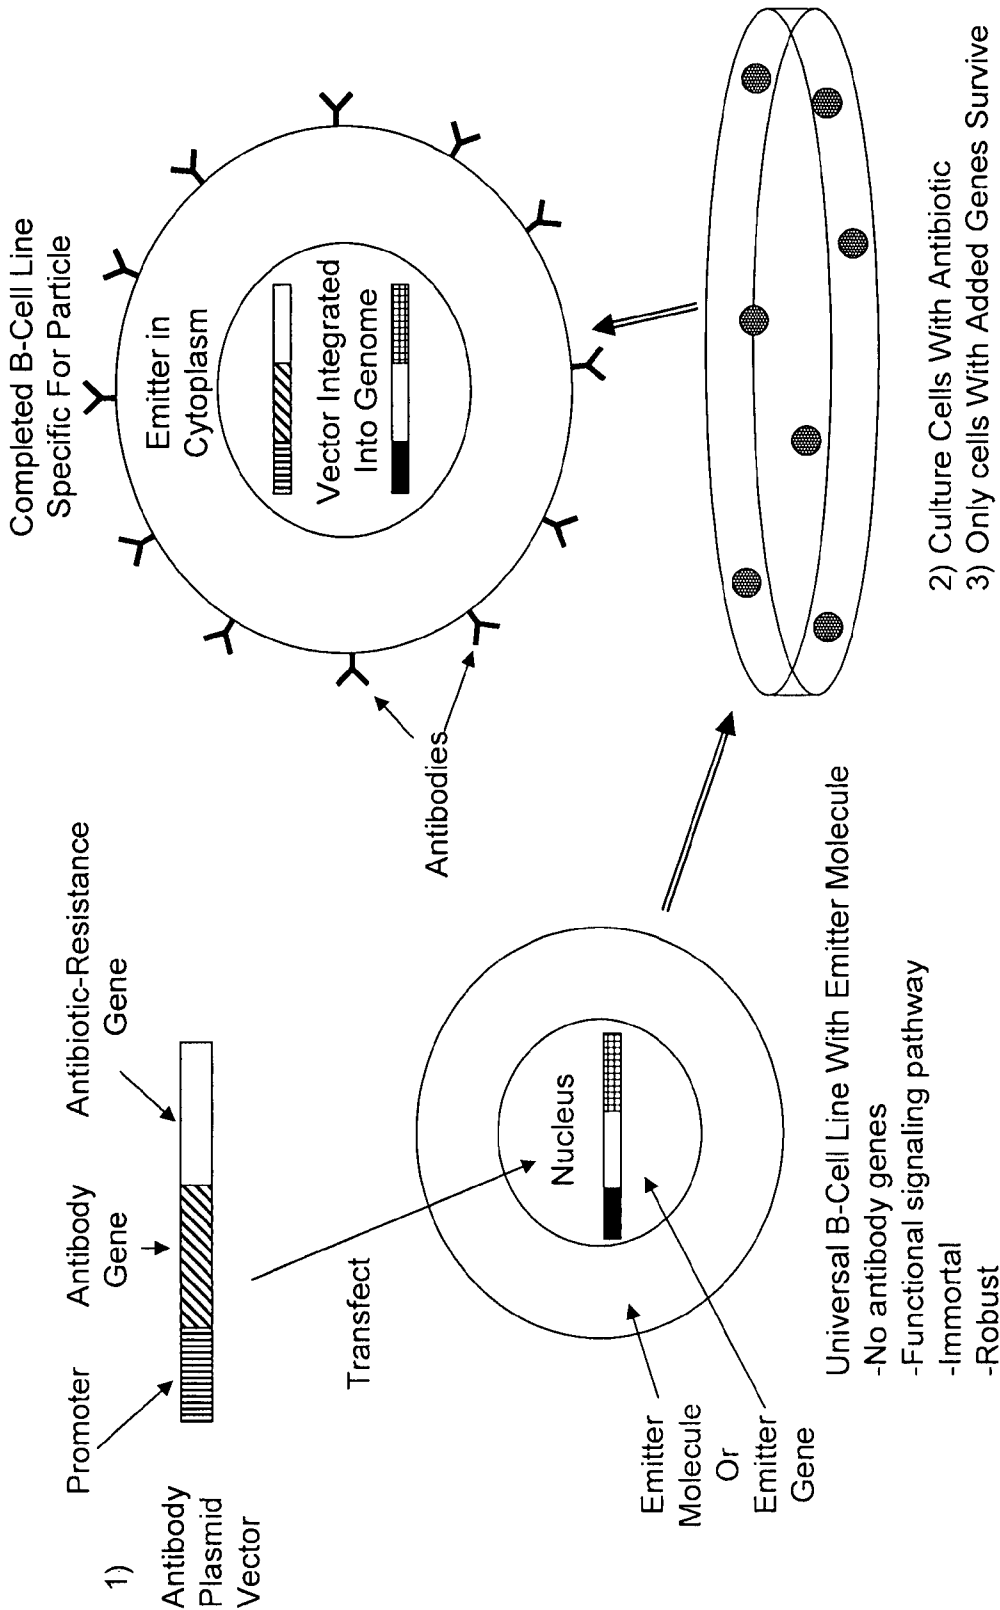 1)
Antibody
Plasmid
Vector
Promoter
Antibody
Gene
Antibiotic-Resistance
Gene
Transfect
Nucleus
Emitter
Molecule
Or
Emitter
Gene
Universal B-Cell Line With Emitter Molecule
-No antibody genes
-Functional signaling pathway
-Immortal
-Robust
2) Culture Cells With Antibiotic
3) Only cells With Added Genes Survive
Completed B-Cell Line
Specific For Particle
Emitter in
Cytoplasm
Vector Integrated
Into Genome
Antibodies